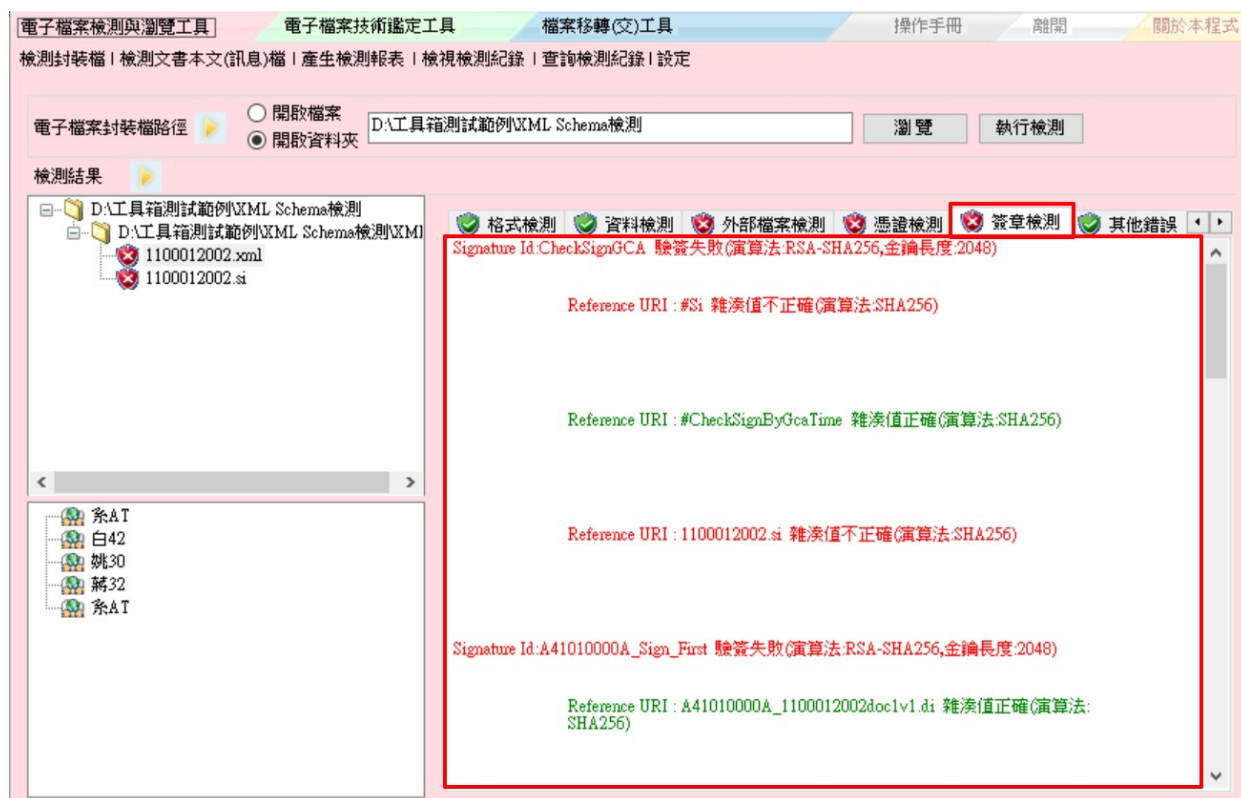 電子檔案檢測與瀏覽工具 電子檔案技術鑑定工具 檔案移轉(交)工具 操作手冊 離開 關於本程式
檢測封裝檔 | 檢測文書本文(訊息)檔 | 產生檢測報表 | 檢視檢測紀錄 | 查詢檢測紀錄 | 設定
電子檔案封裝檔路徑
開啟檔案
開啟資料夾
D:\工具箱測試範例\XML Schema檢測
瀏覽 執行檢測
檢測結果
D:\工具箱測試範例\XML Schema檢測
D:\工具箱測試範例\XML Schema檢測\XMI
1100012002.xml
1100012002.si
格式檢測 資料檢測 外部檔案檢測 憑證檢測 簽章檢測 其他錯誤
Signature Id:CheckSignGCA 驗簽失敗(演算法:RSA-SHA256,金鑰長度:2048)
Reference URI : #Si 雜湊值不正確(演算法:SHA256)
Reference URI : #CheckSignByGcaTime 雜湊值正確(演算法:SHA256)
Reference URI : 1100012002.si 雜湊值不正確(演算法:SHA256)
Signature Id:A41010000A_Sign_First 驗簽失敗(演算法:RSA-SHA256,金鑰長度:2048)
Reference URI : A41010000A_1100012002doc1v1.di 雜湊值正確(演算法:
SHA256)
糸AT
白42
姚30
蔣32
糸AT